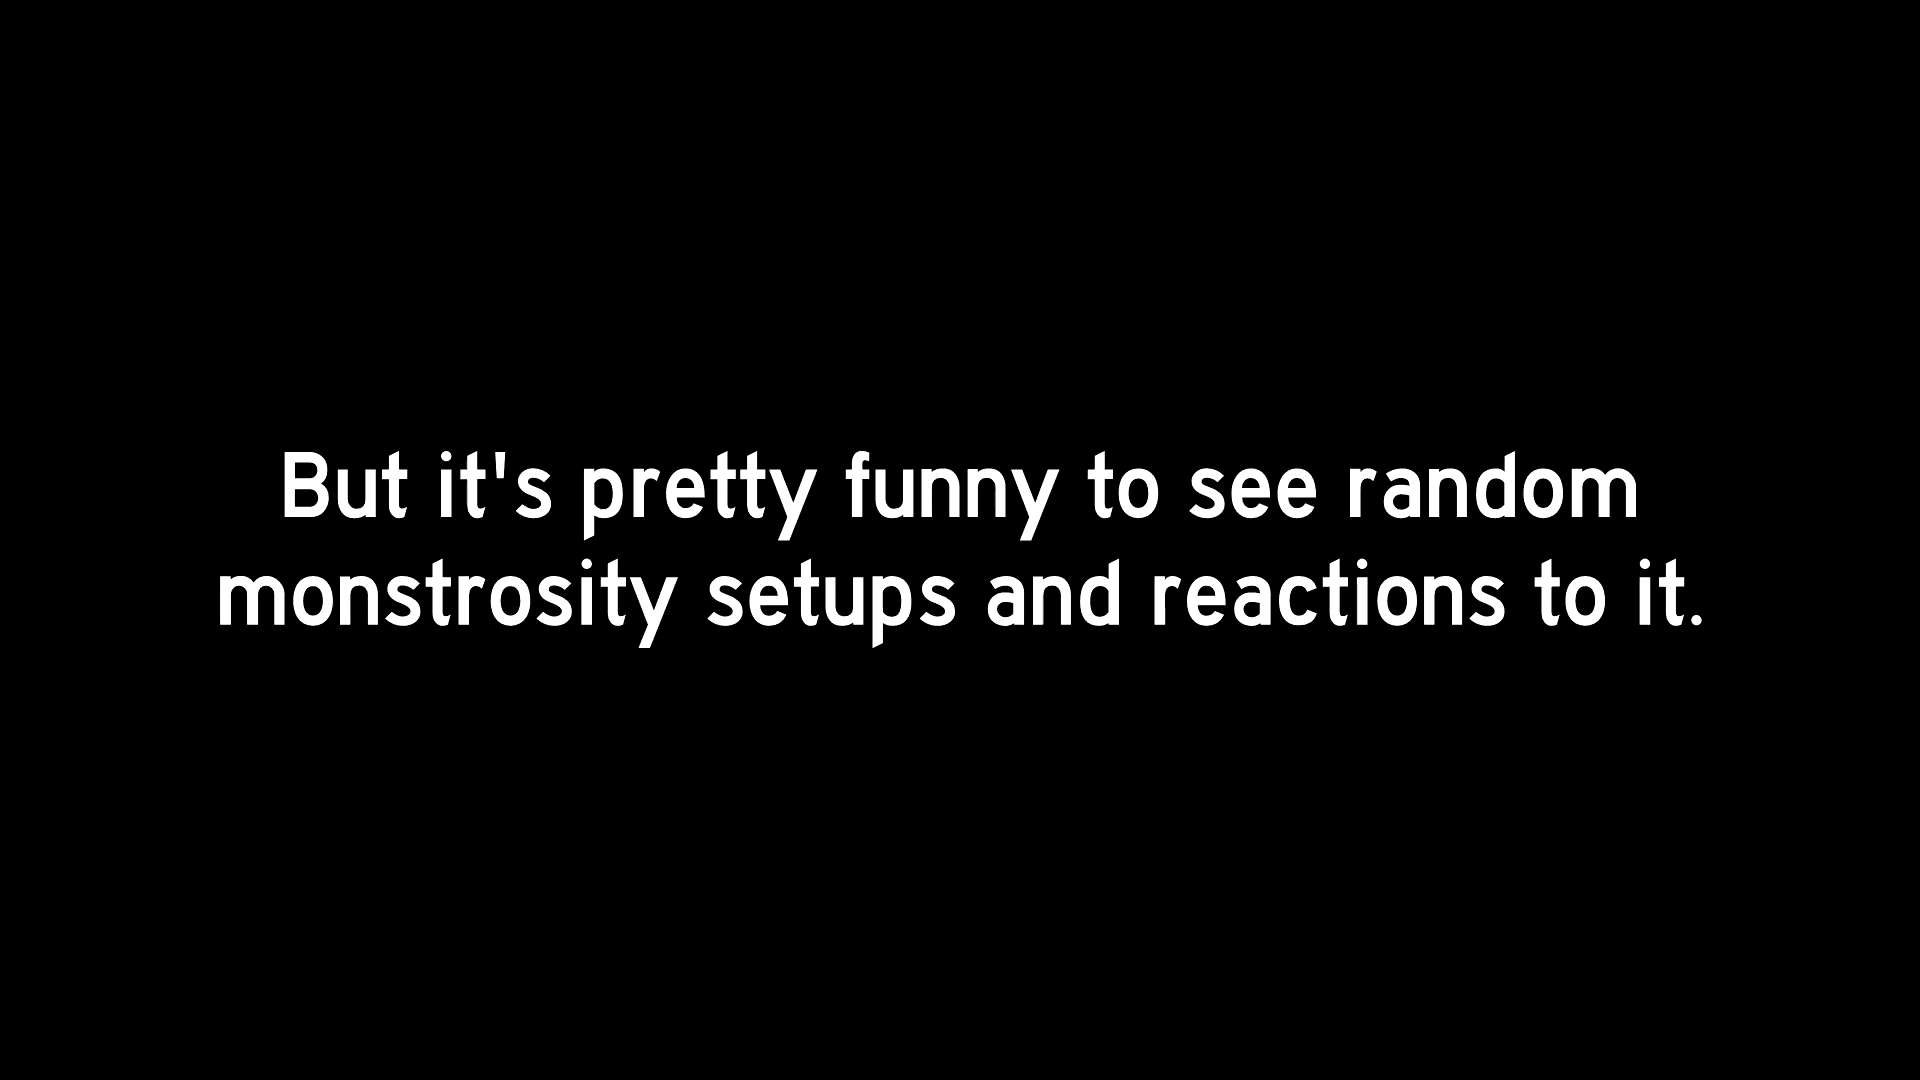 But it's pretty funny to see random
monstrosity setups and reactions to it.